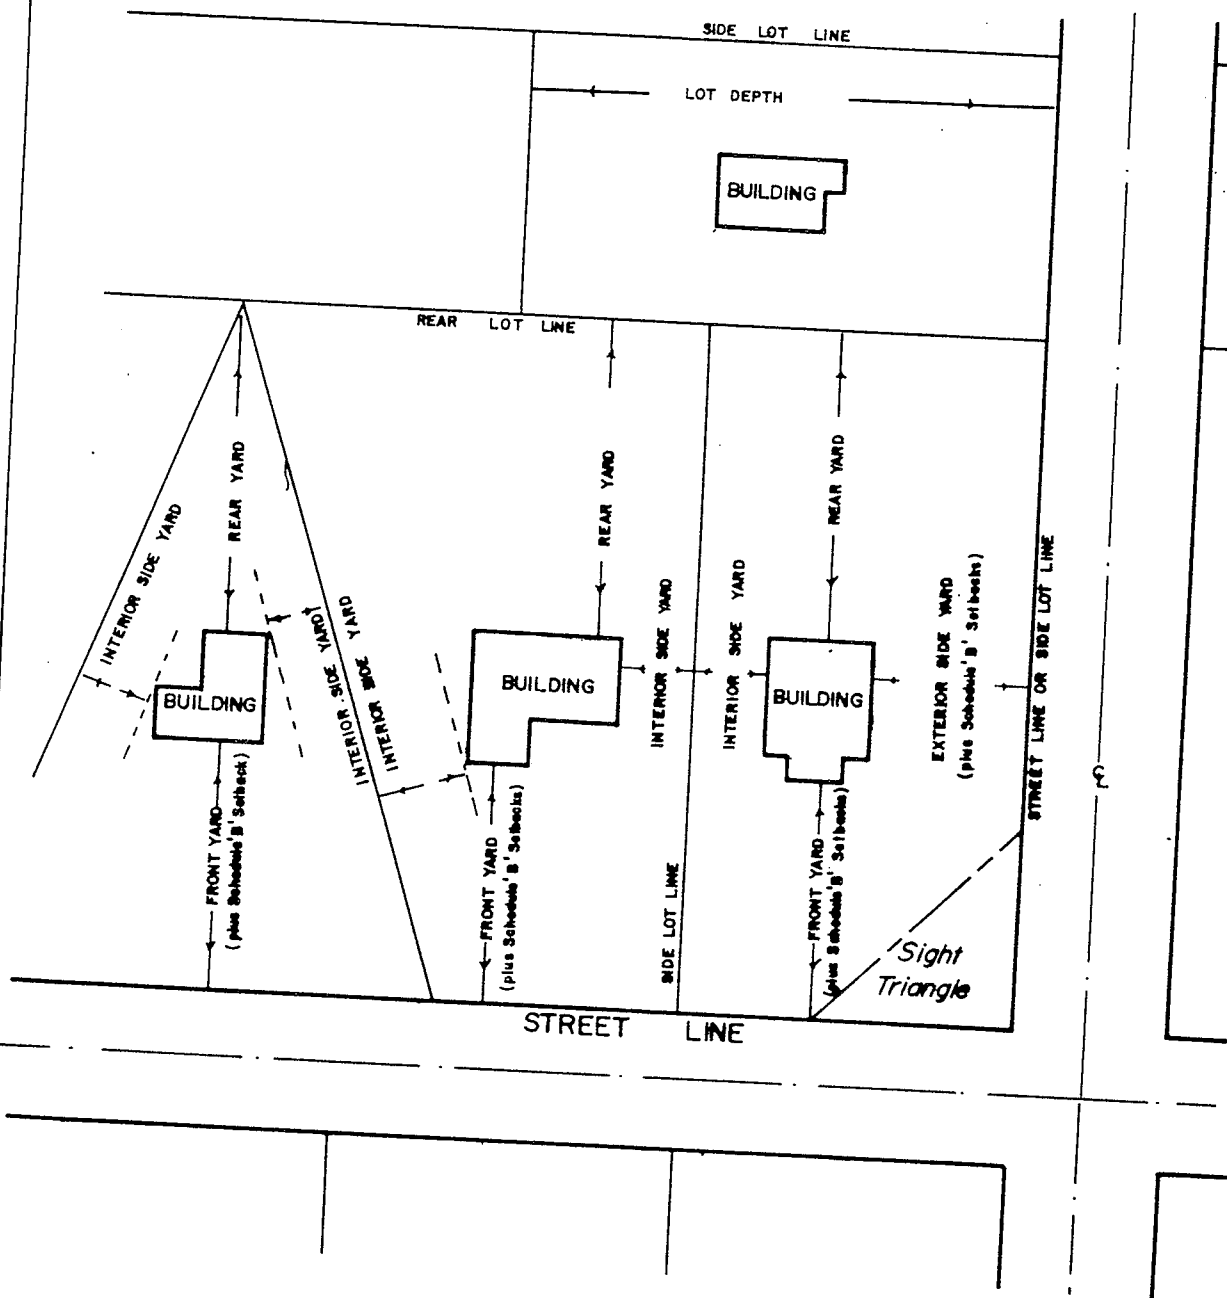 SIDE LOT LINE
LOT DEPTH
BUILDING
REAR LOT LINE
INTERIOR SIDE YARD
REAR YARD
REAR YARD
REAR YARD
INTERIOR SIDE YARD
INTERIOR SIDE YARD
INTERIOR SIDE YARD
INTERIOR SIDE YARD
EXTERIOR SIDE YARD
(plus Schedule 'B' Setbacks)
STREET LINE OR SIDE LOT LINE
BUILDING
BUILDING
BUILDING
FRONT YARD
(plus Schedule 'B' Setback)
FRONT YARD
(plus Schedule 'B' Setbacks)
SIDE LOT LINE
FRONT YARD
(plus Schedule 'B' Setbacks)
Sight
Triangle
STREET LINE